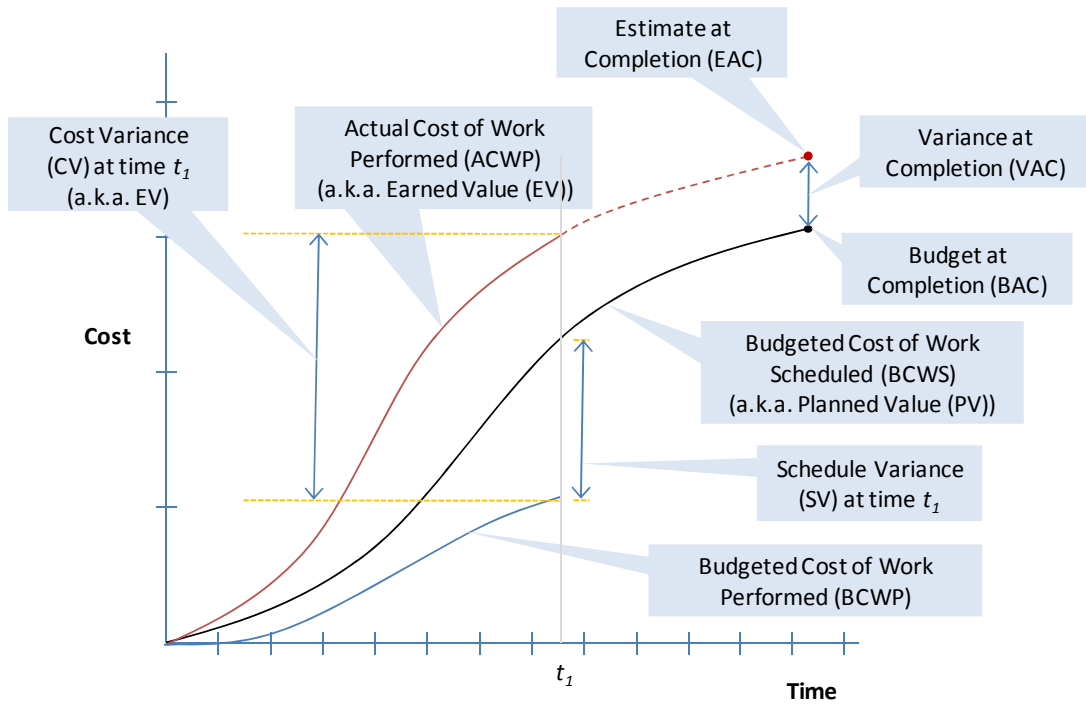 Estimate at
Completion (EAC)
Cost Variance
(CV) at time t₁
(a.k.a. EV)
Actual Cost of Work
Performed (ACWP)
(a.k.a. Earned Value (EV))
Variance at
Completion (VAC)
Budget at
Completion (BAC)
Cost
Budgeted Cost of Work
Scheduled (BCWS)
(a.k.a. Planned Value (PV))
Schedule Variance
(SV) at time t₁
Budgeted Cost of Work
Performed (BCWP)
t₁
Time